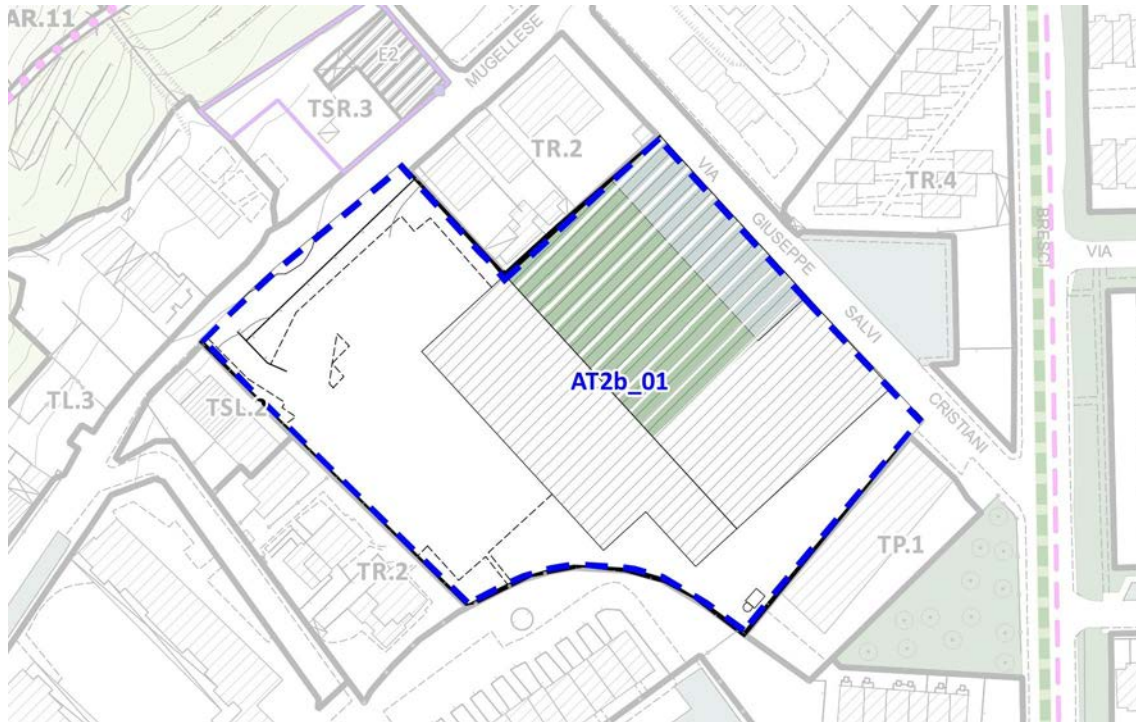 AR.11
E2
TSR.3
MUGELLESE
TR.2
VIA
GIUSEPPE
SALVI
CRISTIANI
TR.4
BRESCI
VIA
AT2b_01
TL.3
TSL.2
TR.2
TP.1